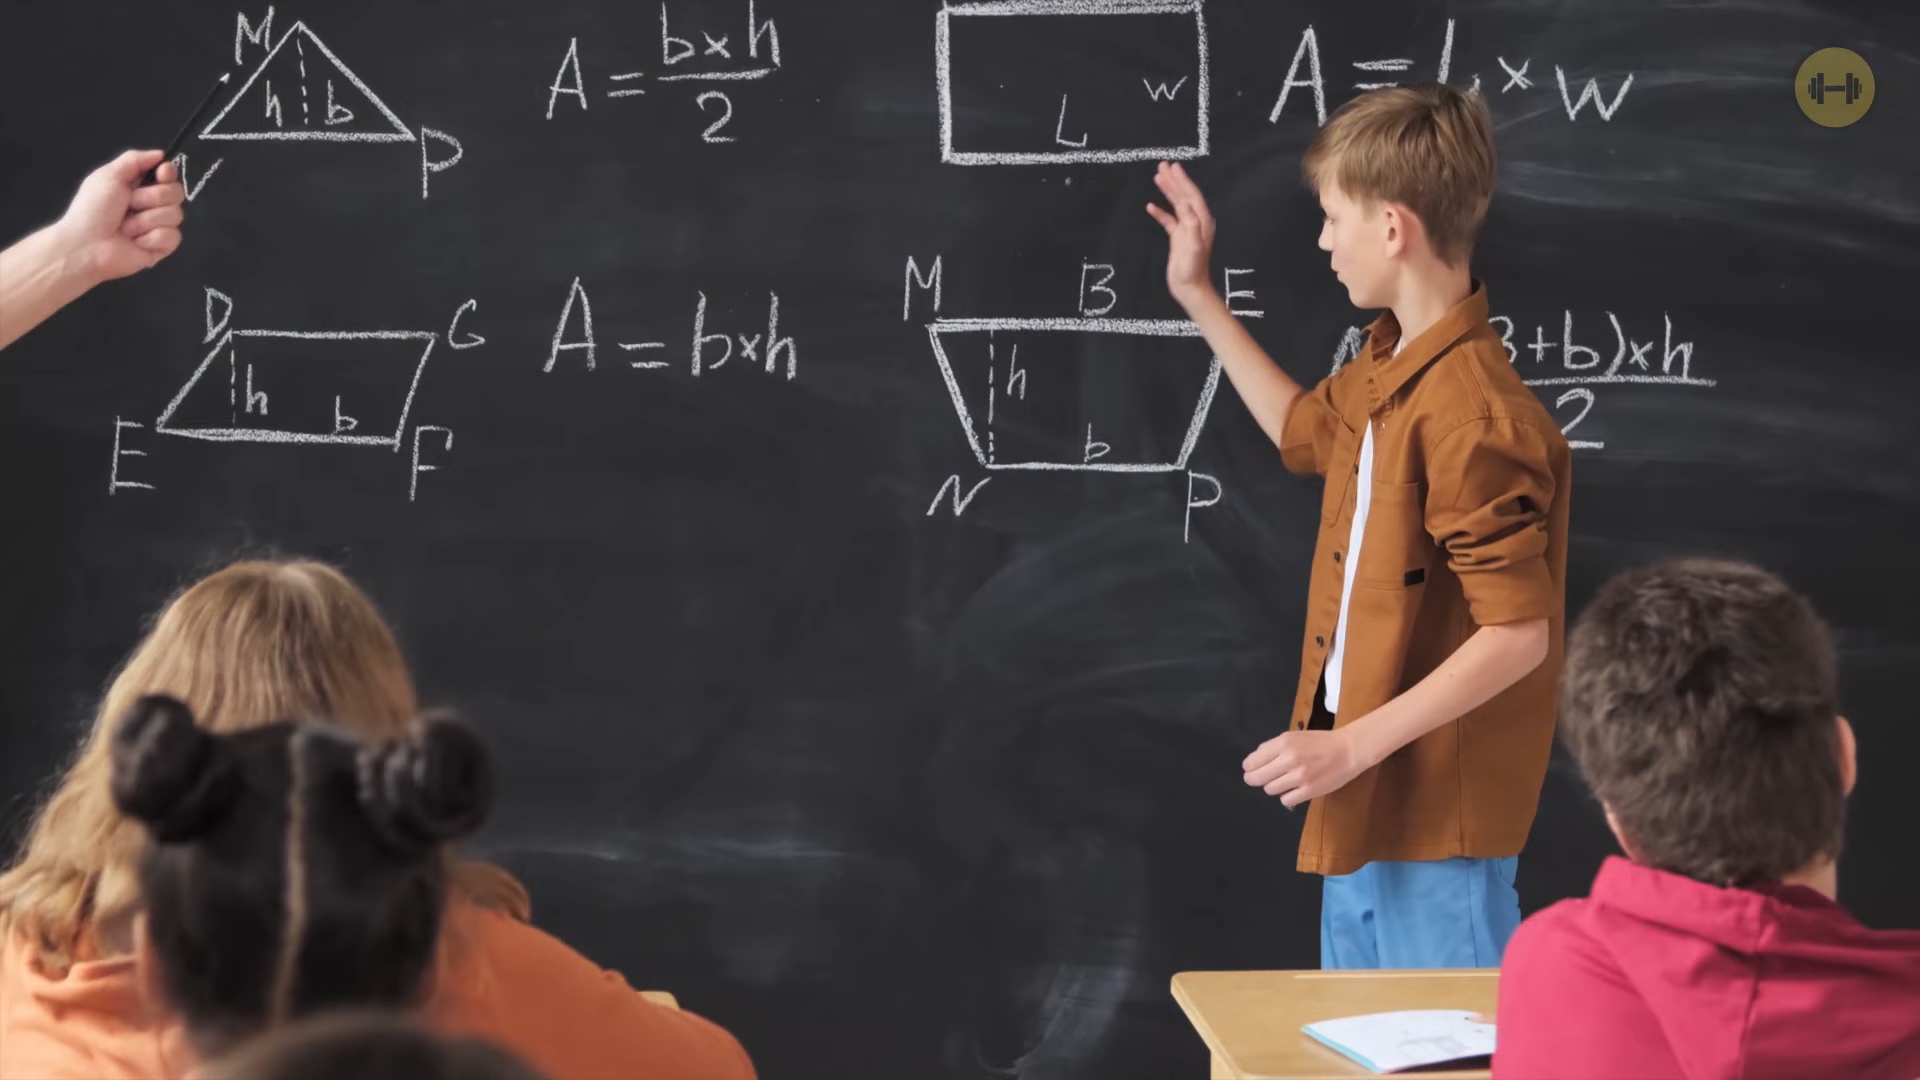 M
h b
N P
A = b×h
2
L
w
A = L × w
D G
h
b
E F
A = b×h
M B E
h
b
N P
+b)×h
2